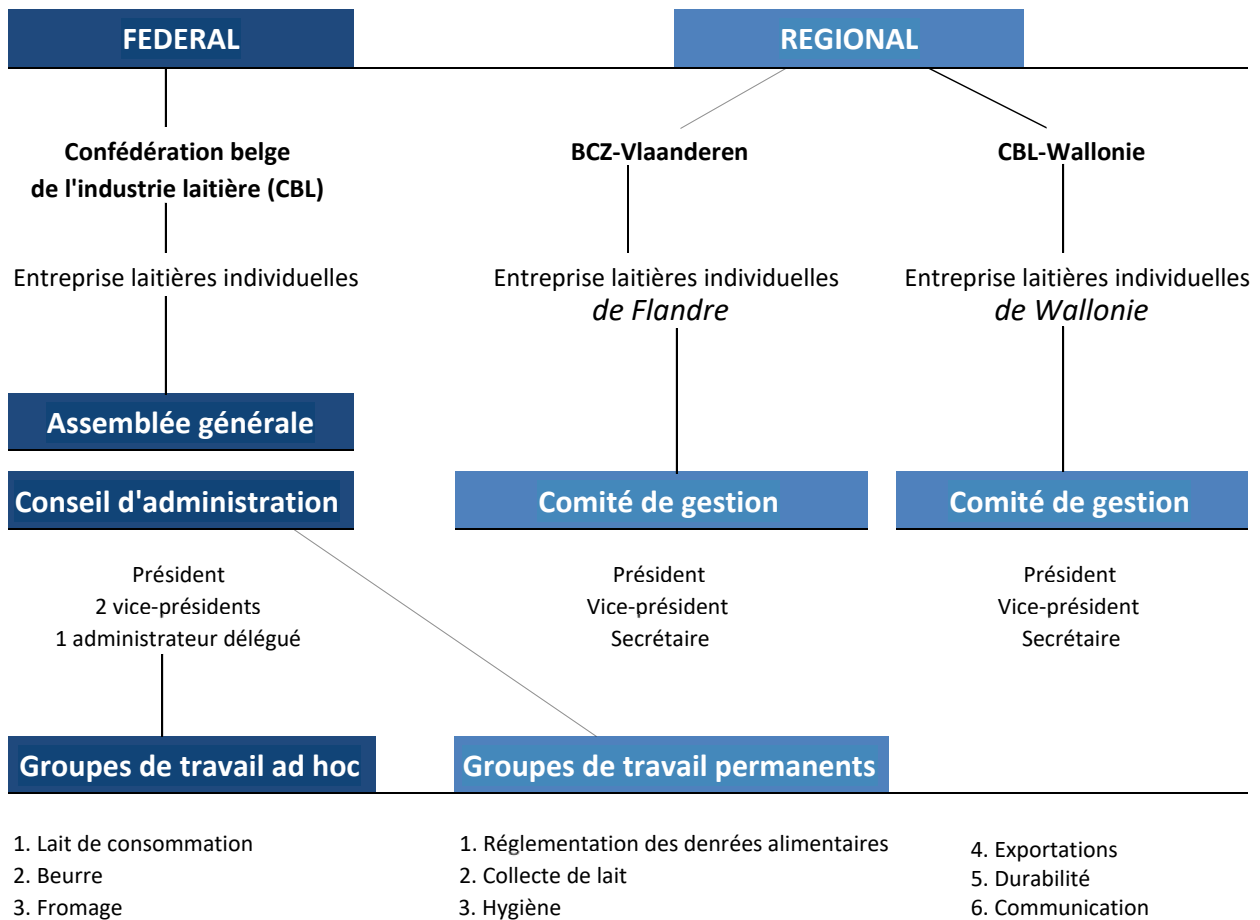 FEDERAL
REGIONAL
Confédération belge
de l'industrie laitière (CBL)
BCZ-Vlaanderen
CBL-Wallonie
Entreprise laitières individuelles
Entreprise laitières individuelles
de Flandre
Entreprise laitières individuelles
de Wallonie
Assemblée générale
Conseil d'administration
Comité de gestion
Comité de gestion
Président
2 vice-présidents
1 administrateur délégué
Président
Vice-président
Secrétaire
Président
Vice-président
Secrétaire
Groupes de travail ad hoc
Groupes de travail permanents
1. Lait de consommation
2. Beurre
3. Fromage
1. Réglementation des denrées alimentaires
2. Collecte de lait
3. Hygiène
4. Exportations
5. Durabilité
6. Communication